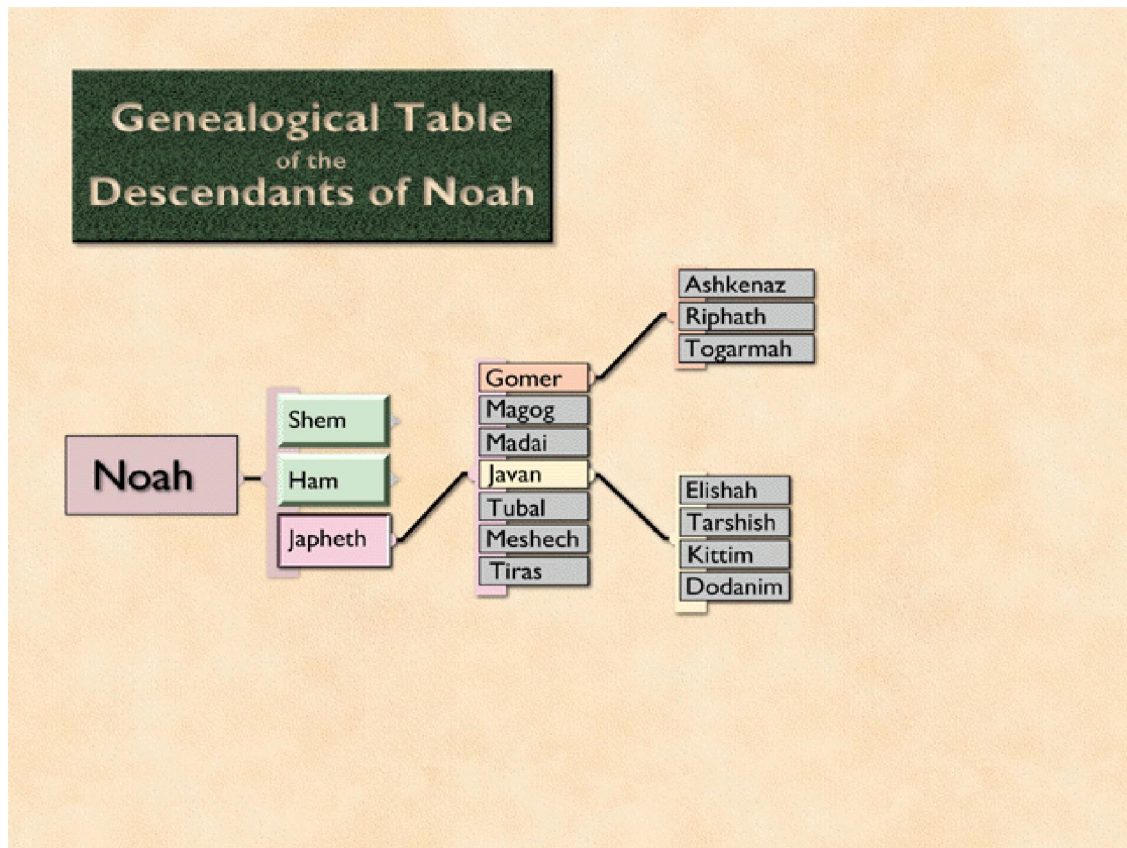 Genealogical Table
of the
Descendants of Noah
Noah
Shem
Ham
Japheth
Gomer
Magog
Madai
Javan
Tubal
Meshech
Tiras
Ashkenaz
Riphath
Togarmah
Elishah
Tarshish
Kittim
Dodanim